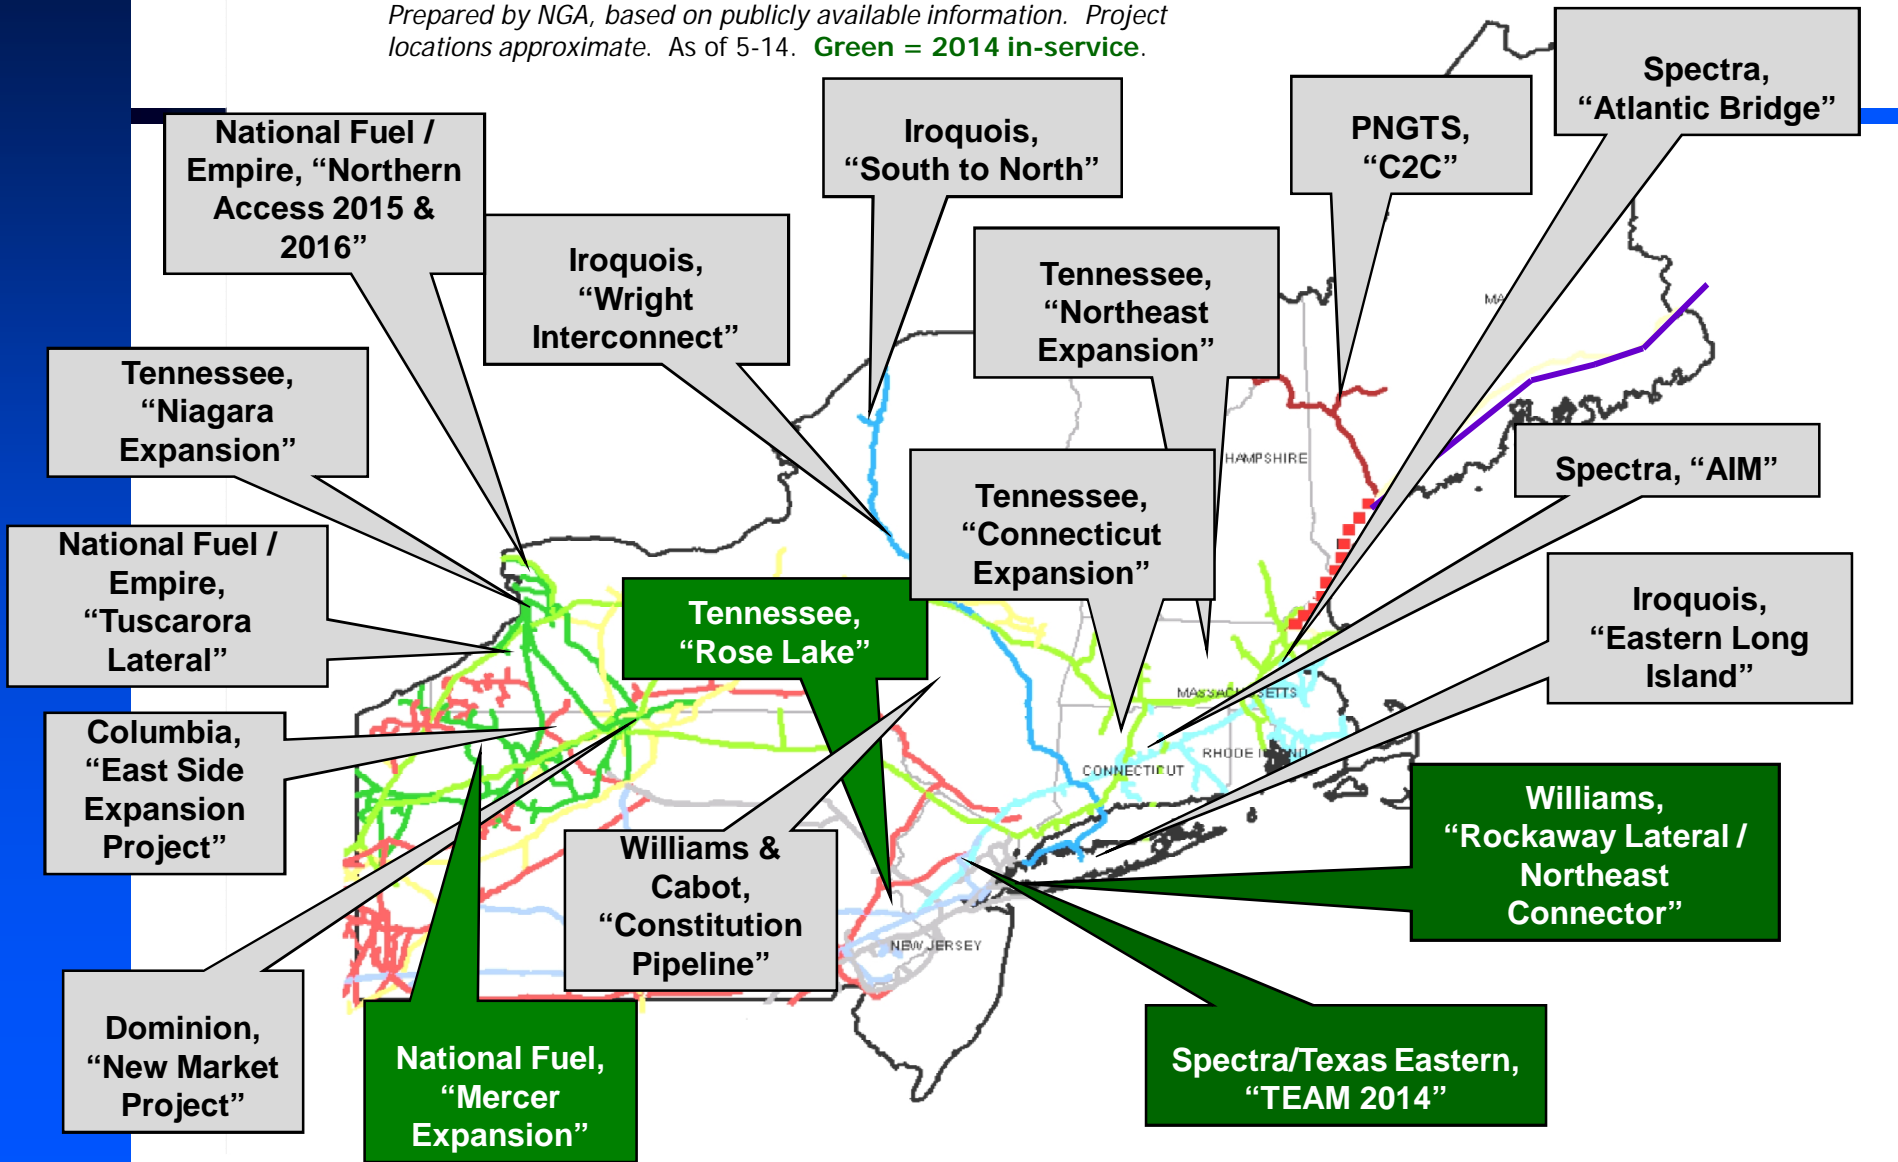 Prepared by NGA, based on publicly available information. Project
locations approximate. As of 5-14. Green = 2014 in-service.
Spectra,
“Atlantic Bridge”
PNGTS,
“C2C”
Iroquois,
“South to North”
National Fuel /
Empire, “Northern
Access 2015 &
2016”
Iroquois,
“Wright
Interconnect”
Tennessee,
“Northeast
Expansion”
MA
Tennessee,
“Niagara
Expansion”
HAMPSHIRE
Spectra, “AIM”
Tennessee,
“Connecticut
Expansion”
National Fuel /
Empire,
“Tuscarora
Lateral”
Tennessee,
“Rose Lake”
Iroquois,
“Eastern Long
Island”
MASSACHUSETTS
RHODE ISLAND
CONNECTICUT
Columbia,
“East Side
Expansion
Project”
Williams,
“Rockaway Lateral /
Northeast
Connector”
Williams &
Cabot,
“Constitution
Pipeline”
NEW JERSEY
Dominion,
“New Market
Project”
National Fuel,
“Mercer
Expansion”
Spectra/Texas Eastern,
“TEAM 2014”